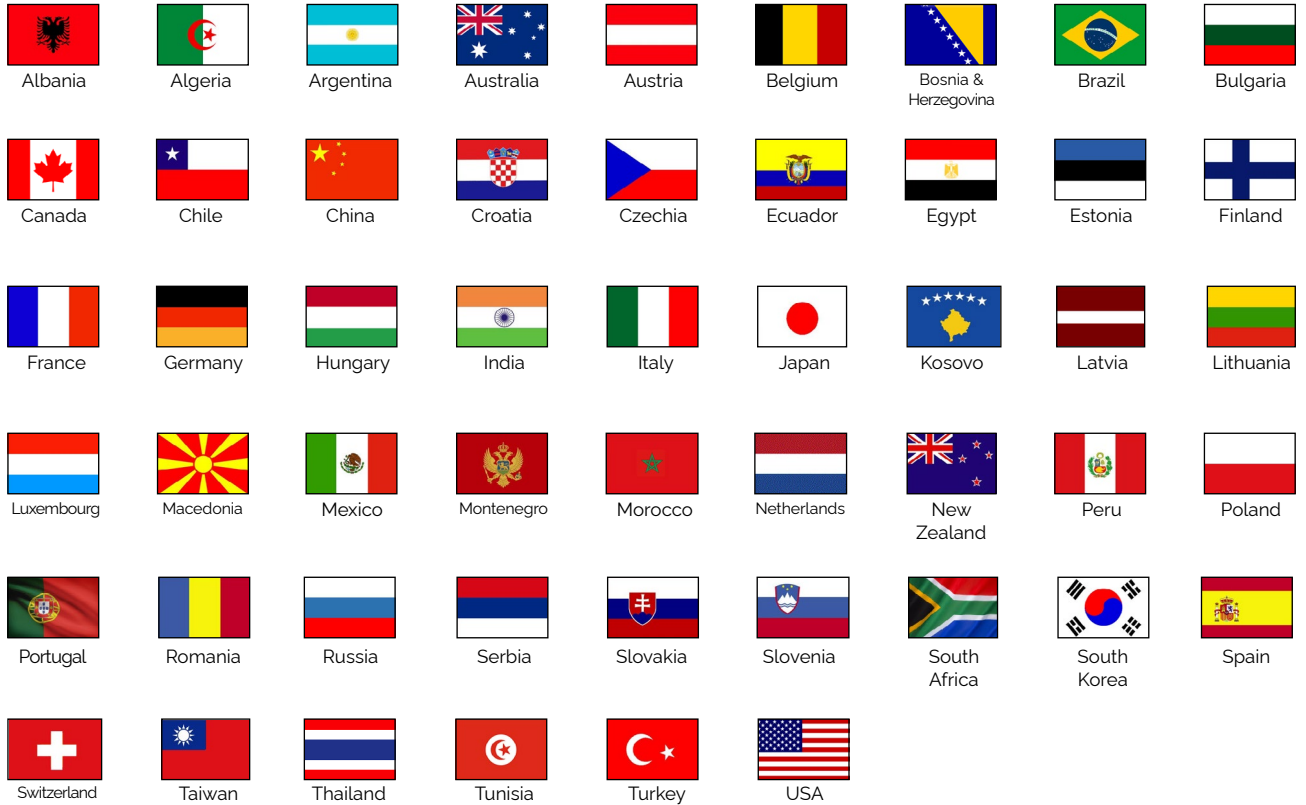 Albania
Algeria
Argentina
Australia
Austria
Belgium
Bosnia &
Herzegovina
Brazil
Bulgaria
Canada
Chile
China
Croatia
Czechia
Ecuador
Egypt
Estonia
Finland
France
Germany
Hungary
India
Italy
Japan
Kosovo
Latvia
Lithuania
Luxembourg
Macedonia
Mexico
Montenegro
Morocco
Netherlands
New
Zealand
Peru
Poland
Portugal
Romania
Russia
Serbia
Slovakia
Slovenia
South
Africa
South
Korea
Spain
Switzerland
Taiwan
Thailand
Tunisia
Turkey
USA